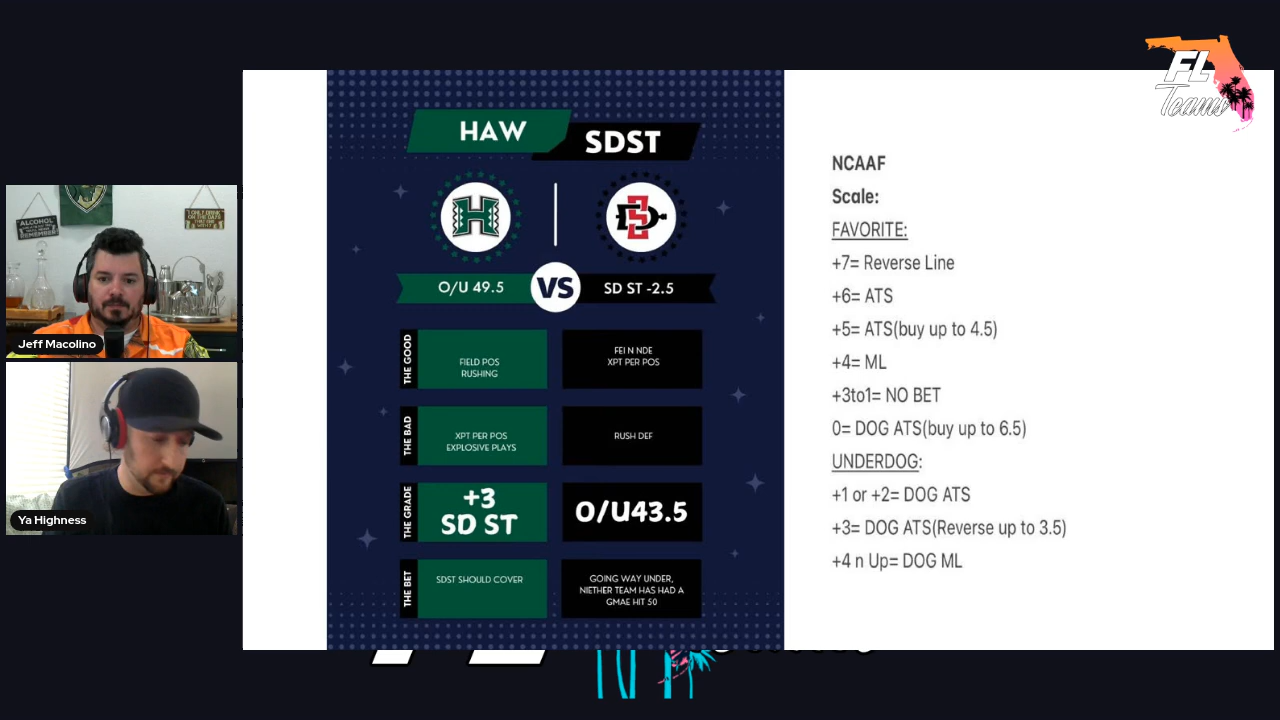 FL
Teams
HAW
SDST
O/U 49.5
VS
SD ST -2.5
THE GOOD
FIELD POS
RUSHING
FEI N NDE
XPT PER POS
THE BAD
XPT PER POS
EXPLOSIVE PLAYS
RUSH DEF
THE GRADE
+3
SD ST
O/U43.5
THE BET
SDST SHOULD COVER
GOING WAY UNDER,
NIETHER TEAM HAS HAD A
GMAE HIT 50
NCAAF
Scale:
FAVORITE:
+7= Reverse Line
+6= ATS
+5= ATS(buy up to 4.5)
+4= ML
+3to1= NO BET
0= DOG ATS(buy up to 6.5)
UNDERDOG:
+1 or +2= DOG ATS
+3= DOG ATS(Reverse up to 3.5)
+4 n Up= DOG ML
ALCOHOL
Jeff Macolino
Ya Highness